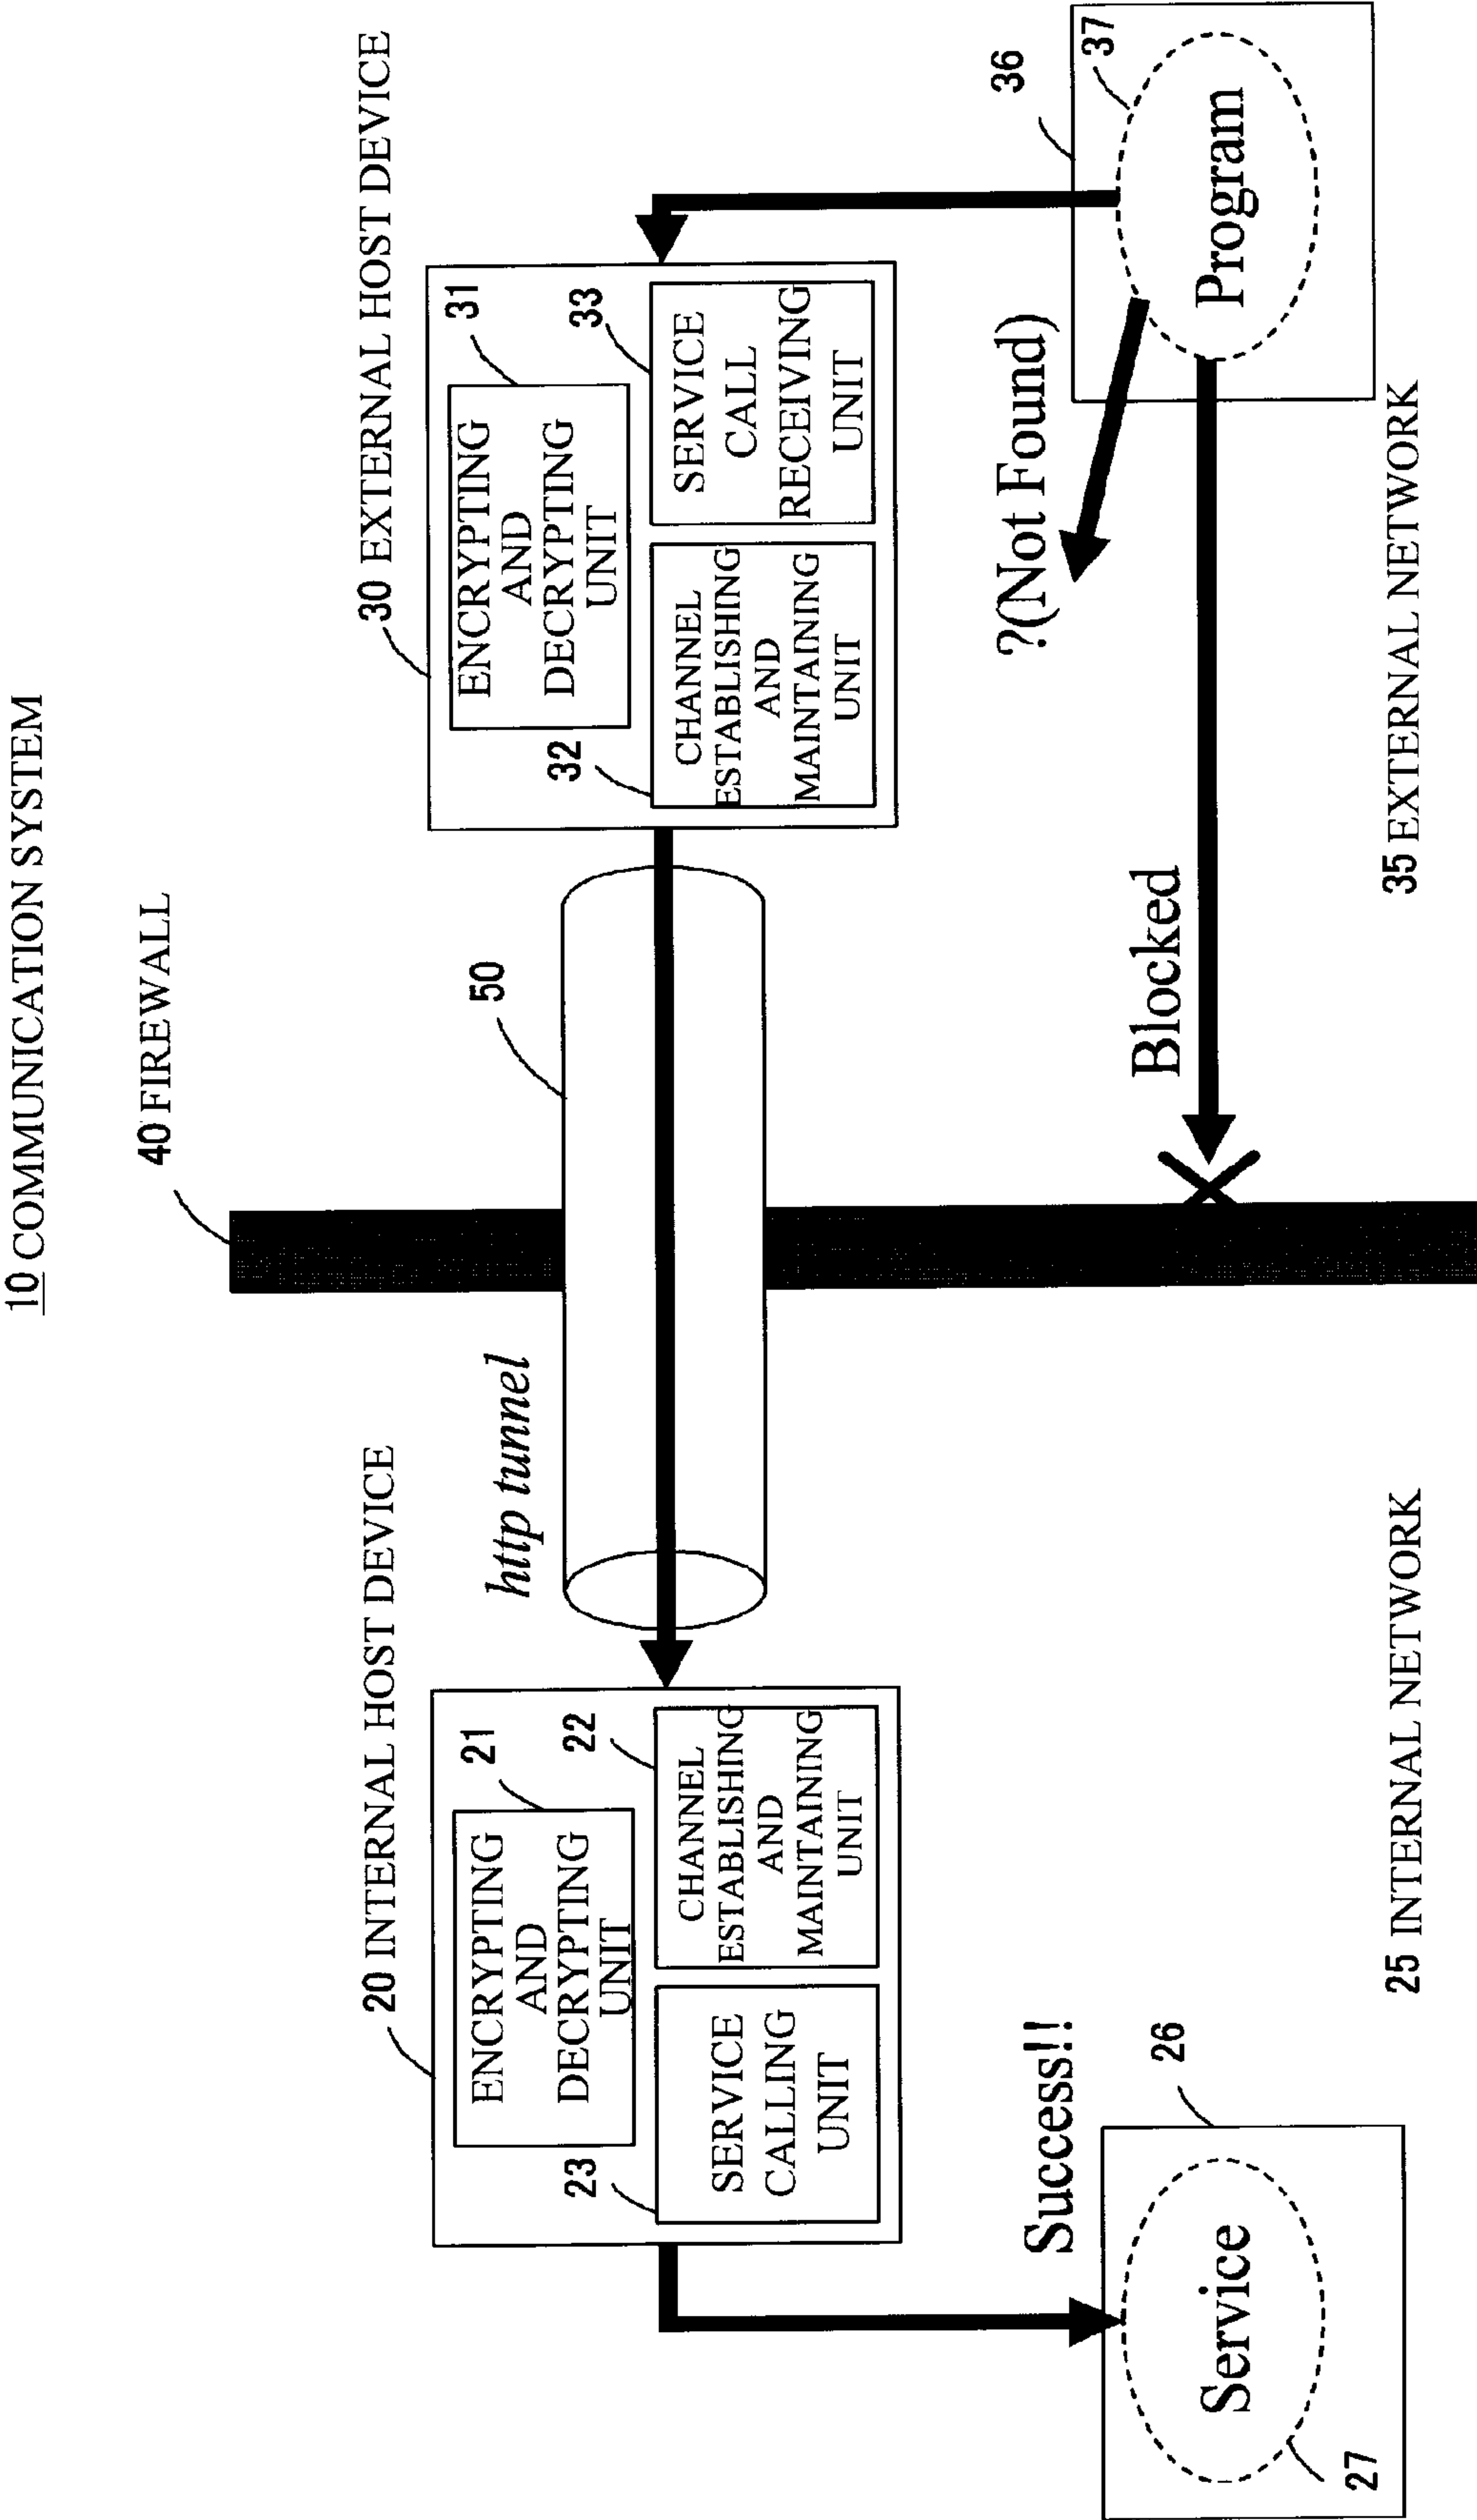 10 COMMUNICATION SYSTEM
40 FIREWALL
20 INTERNAL HOST DEVICE
30 EXTERNAL HOST DEVICE
21
ENCRYPTING
AND
DECRYPTING
UNIT
23
SERVICE
CALLING
UNIT
22
CHANNEL
ESTABLISHING
AND
MAINTAINING
UNIT
http tunnel
50
31
ENCRYPTING
AND
DECRYPTING
UNIT
32
CHANNEL
ESTABLISHING
AND
MAINTAINING
UNIT
33
SERVICE
CALL
RECEIVING
UNIT
Success!!
26
Service
27
?(Not Found)
Blocked
36
37
Program
25 INTERNAL NETWORK
35 EXTERNAL NETWORK